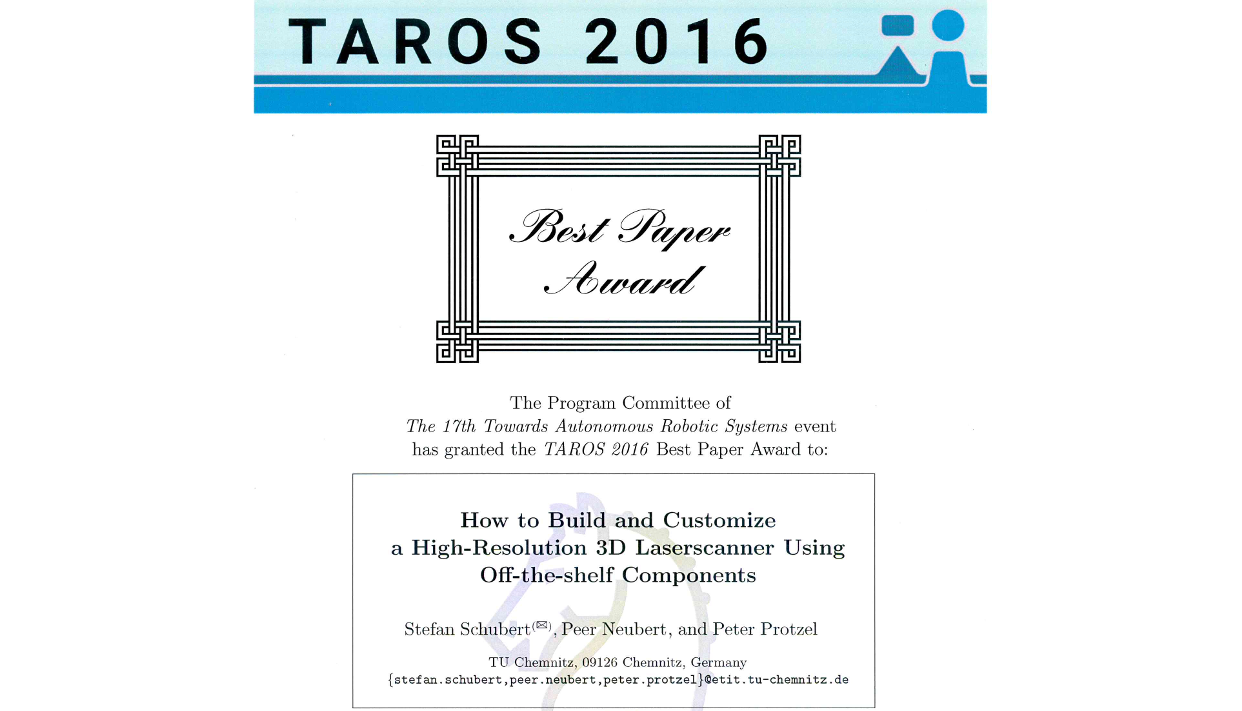 TAROS 2016
Best Paper
Award
The Program Committee of
The 17th Towards Autonomous Robotic Systems event
has granted the TAROS 2016 Best Paper Award to:
How to Build and Customize
a High-Resolution 3D Laserscanner Using
Off-the-shelf Components
Stefan Schubert(✉), Peer Neubert, and Peter Protzel
TU Chemnitz, 09126 Chemnitz, Germany
{stefan.schubert,peer.neubert,peter.protzel}@etit.tu-chemnitz.de